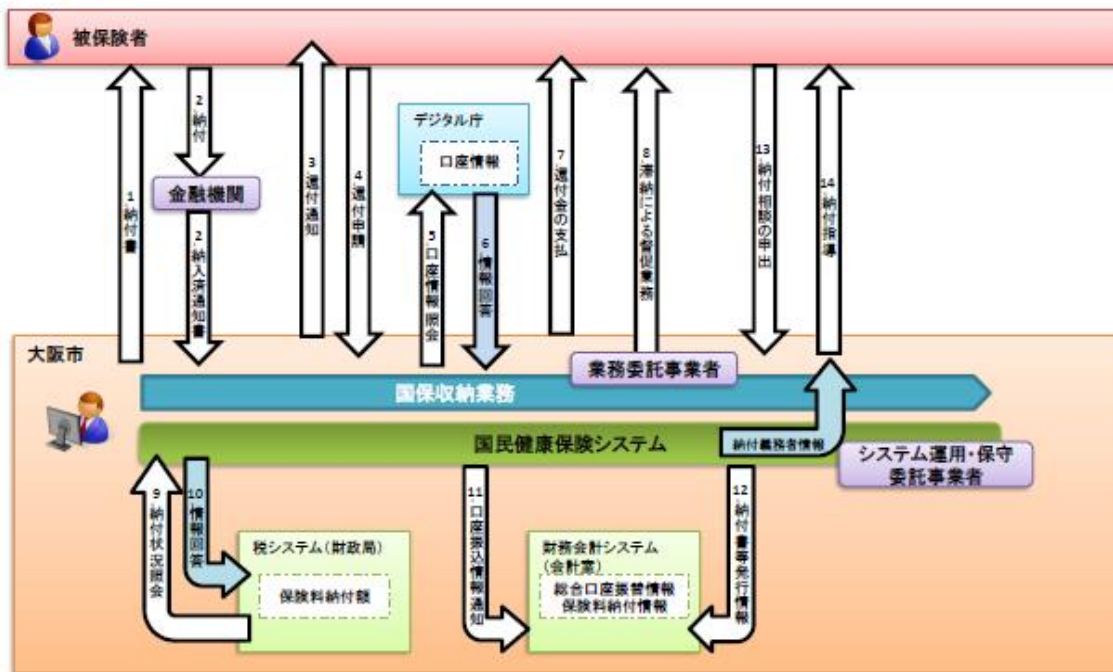 被保険者
1.納付書
2.納付
金融機関
2.納入済通知書
3.還付通知
4.還付申請
デジタル庁
口座情報
5.口座情報照会
6.情報回答
7.還付金の支払
8.滞納による督促業務
13.納付相談の申出
14.納付指導
大阪市
業務委託事業者
国保収納業務
国民健康保険システム
納付義務者情報
システム運用・保守
委託事業者
9.納付状況照会
10.情報回答
税システム(財政局)
保険料納付額
11.口座振込情報通知
財務会計システム
(会計室)
総合口座振替情報
保険料納付情報
12.納付書等発行情報